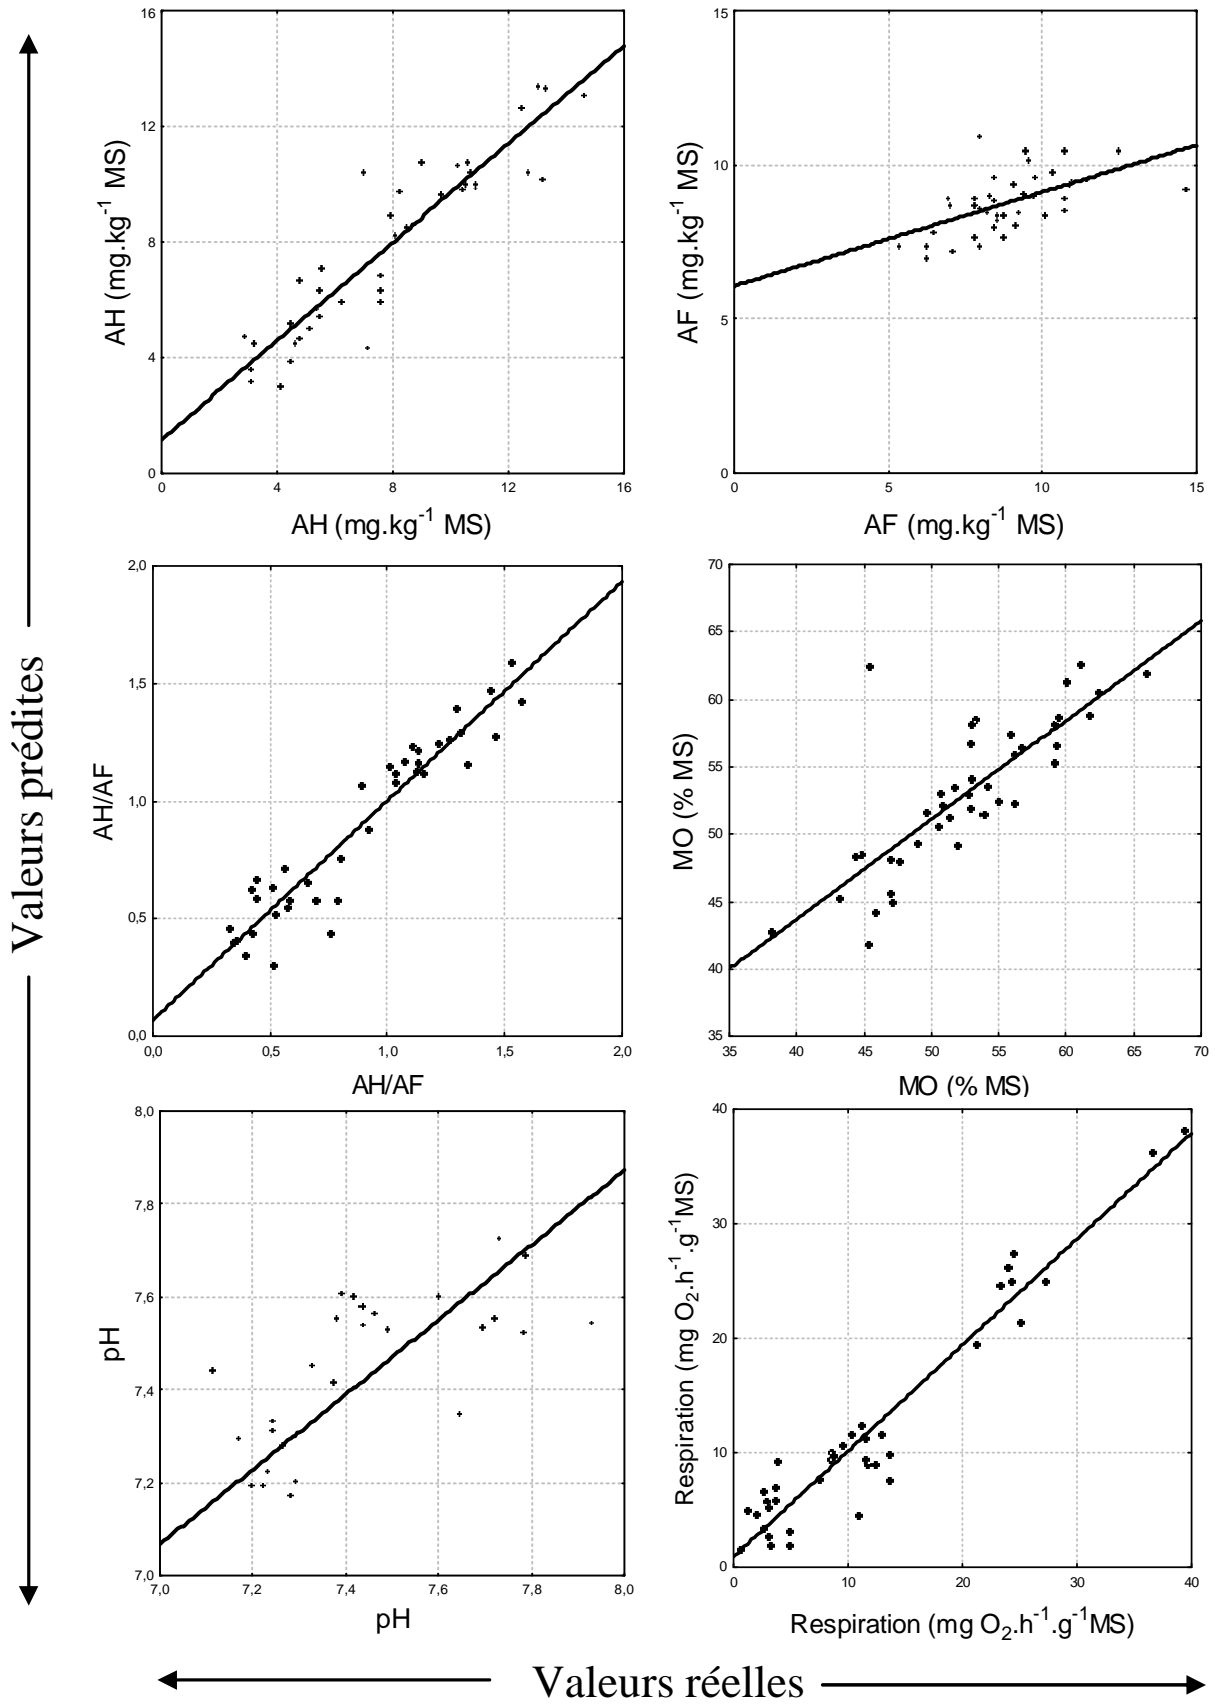 Valeurs prédites
16
12
8
4
0
0 4 8 12 16
AH (mg.kg⁻¹ MS)
AH (mg.kg⁻¹ MS)
15
10
5
0
0 5 10 15
AF (mg.kg⁻¹ MS)
AF (mg.kg⁻¹ MS)
2,0
1,5
1,0
0,5
0,0
0,0 0,5 1,0 1,5 2,0
AH/AF
AH/AF
70
65
60
55
50
45
40
35
35 40 45 50 55 60 65 70
MO (% MS)
MO (% MS)
8,0
7,8
7,6
7,4
7,2
7,0
7,0 7,2 7,4 7,6 7,8 8,0
pH
pH
40
30
20
10
0
0 10 20 30 40
Respiration (mg O₂.h⁻¹.g⁻¹MS)
Respiration (mg O₂.h⁻¹.g⁻¹MS)
Valeurs réelles